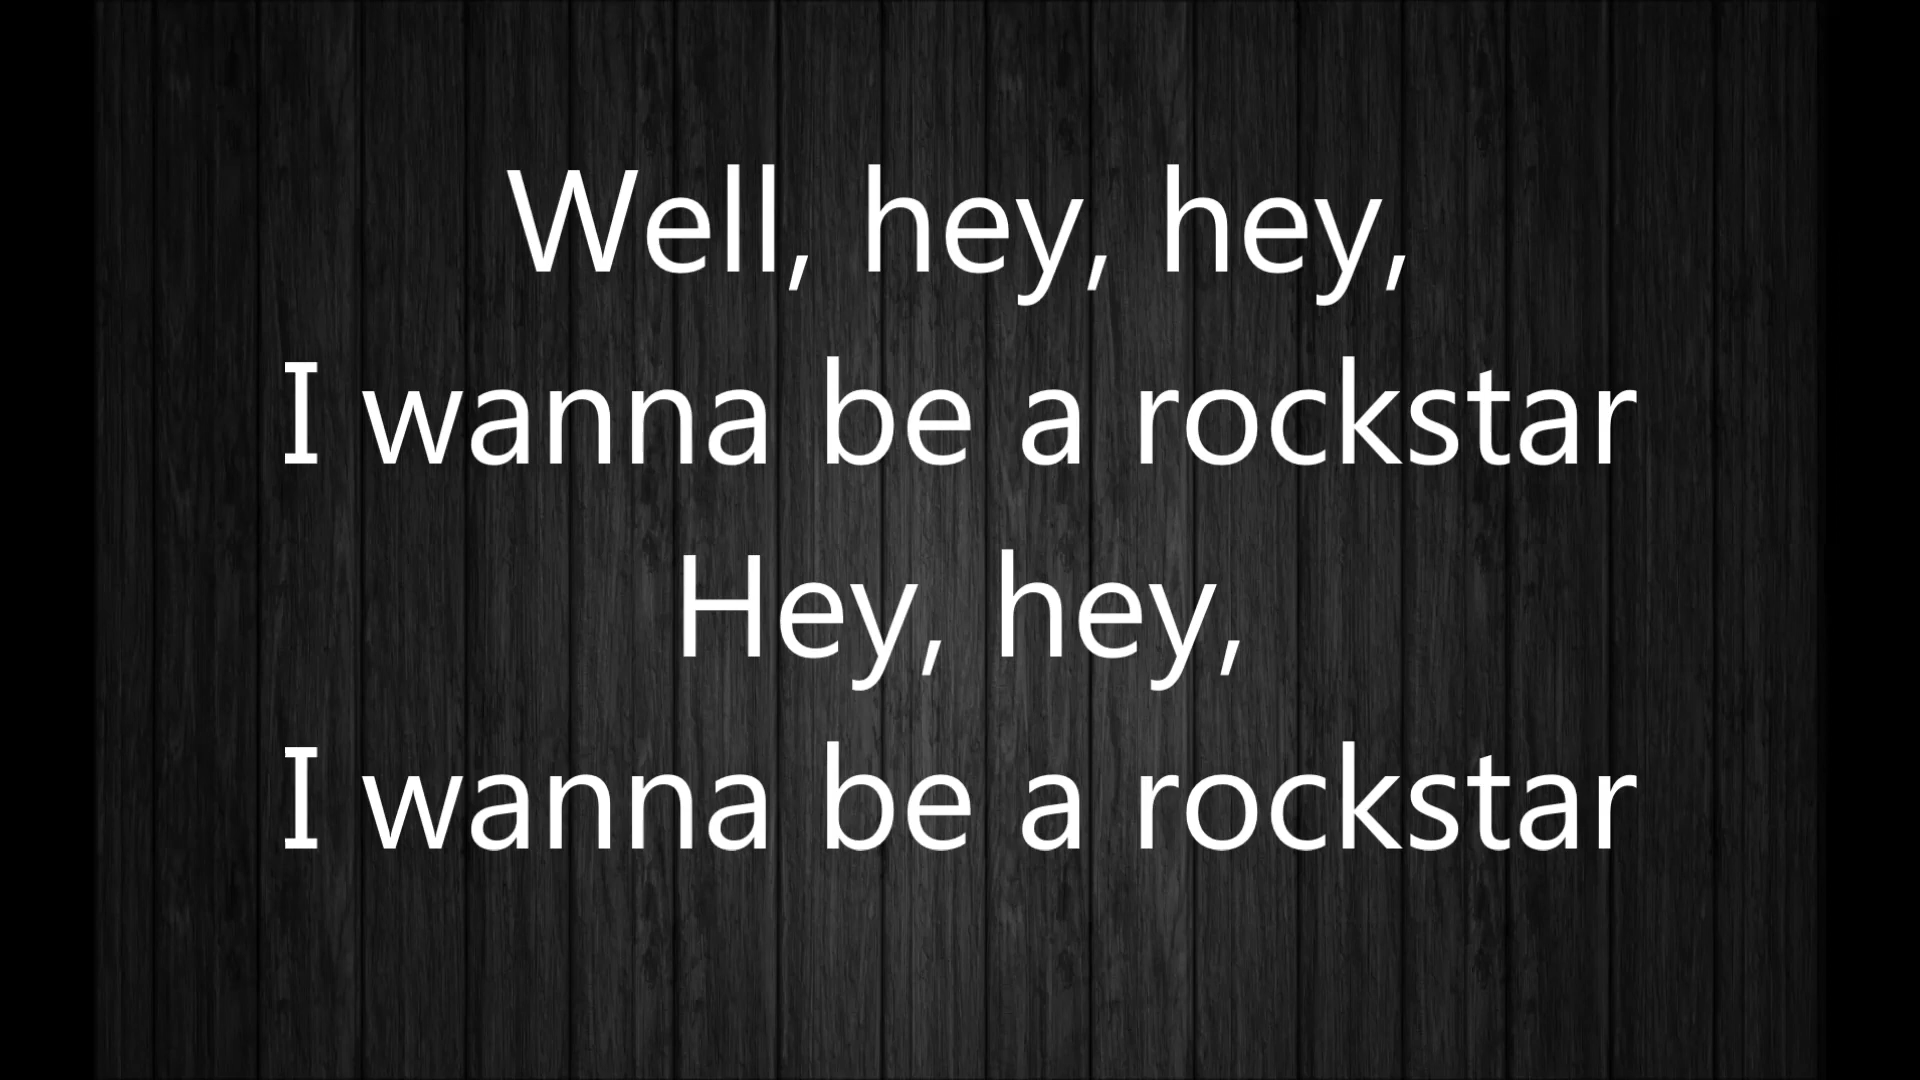 Well, hey, hey,
I wanna be a rockstar
Hey, hey,
I wanna be a rockstar